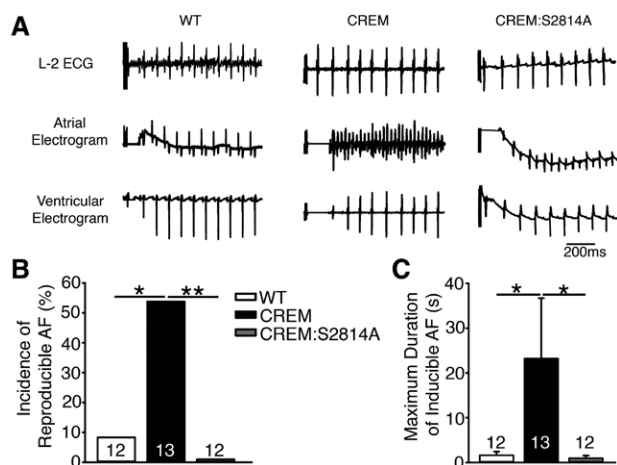 A
WT
CREM
CREM:S2814A
L-2 ECG
Atrial
Electrogram
Ventricular
Electrogram
200ms
B
Incidence of
Reproducible AF (%)
60
50
40
30
20
10
0
*
**
12
13
12
WT
CREM
CREM:S2814A
C
Maximum Duration
of Inducible AF (s)
40
30
20
10
0
*
*
12
13
12